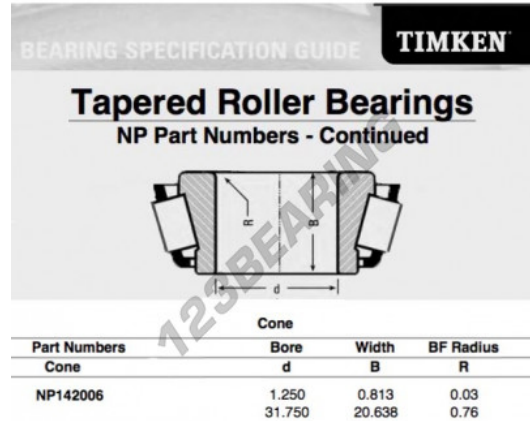 BEARING SPECIFICATION GUIDE
TIMKEN
Tapered Roller Bearings
NP Part Numbers - Continued
R
B
d
123BEARING
Cone
Part Numbers Bore Width BF Radius
Cone d B R
NP142006 1.250 0.813 0.03
31.750 20.638 0.76